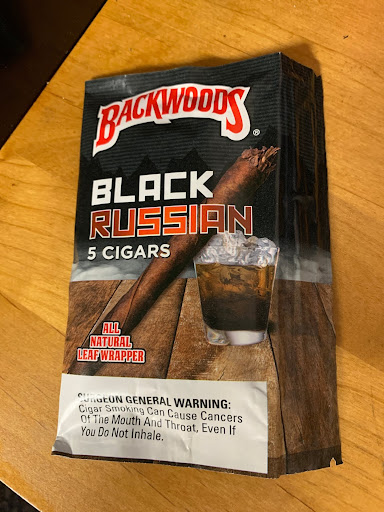 BACKWOODS®
BLACK
RUSSIAN
5 CIGARS
ALL
NATURAL
LEAF WRAPPER
SURGEON GENERAL WARNING:
Cigar Smoking Can Cause Cancers
Of The Mouth And Throat, Even If
You Do Not Inhale.